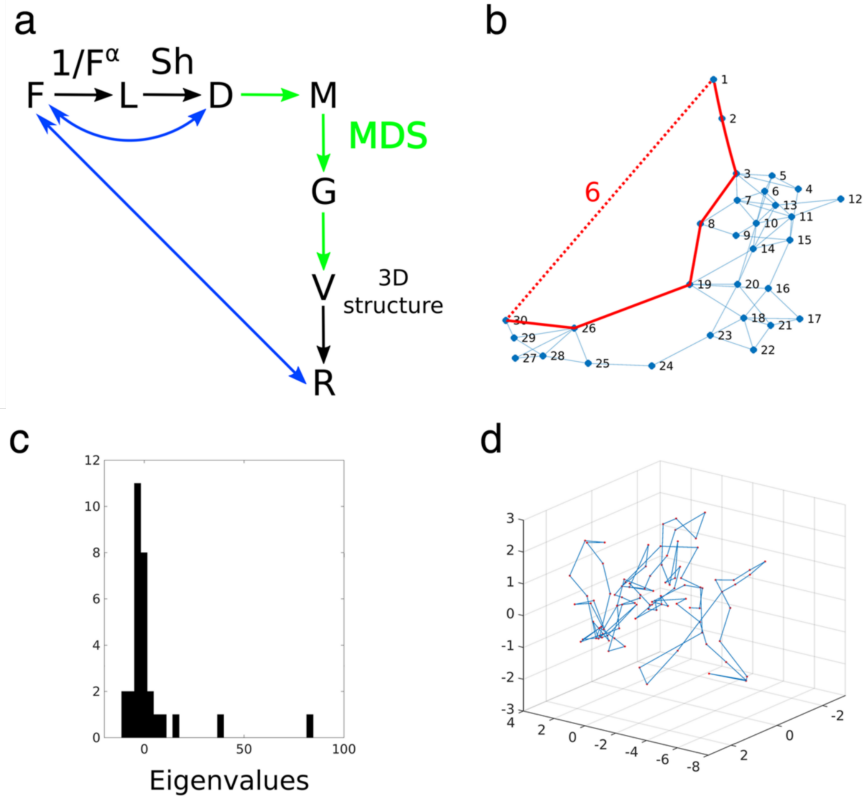 a
1/Fα Sh
F L D M
MDS
G
V
3D
structure
R
b
1
2
3
5
6
4
7
13
12
8
10
11
9
15
14
6
19
20
16
30
18
17
26
21
29
23
22
27
28
25
24
c
12
10
8
6
4
2
0
0 50 100
Eigenvalues
d
3
2
1
0
-1
-2
-3
4 2 0 -2 -4 -6 -8
2 0 -2